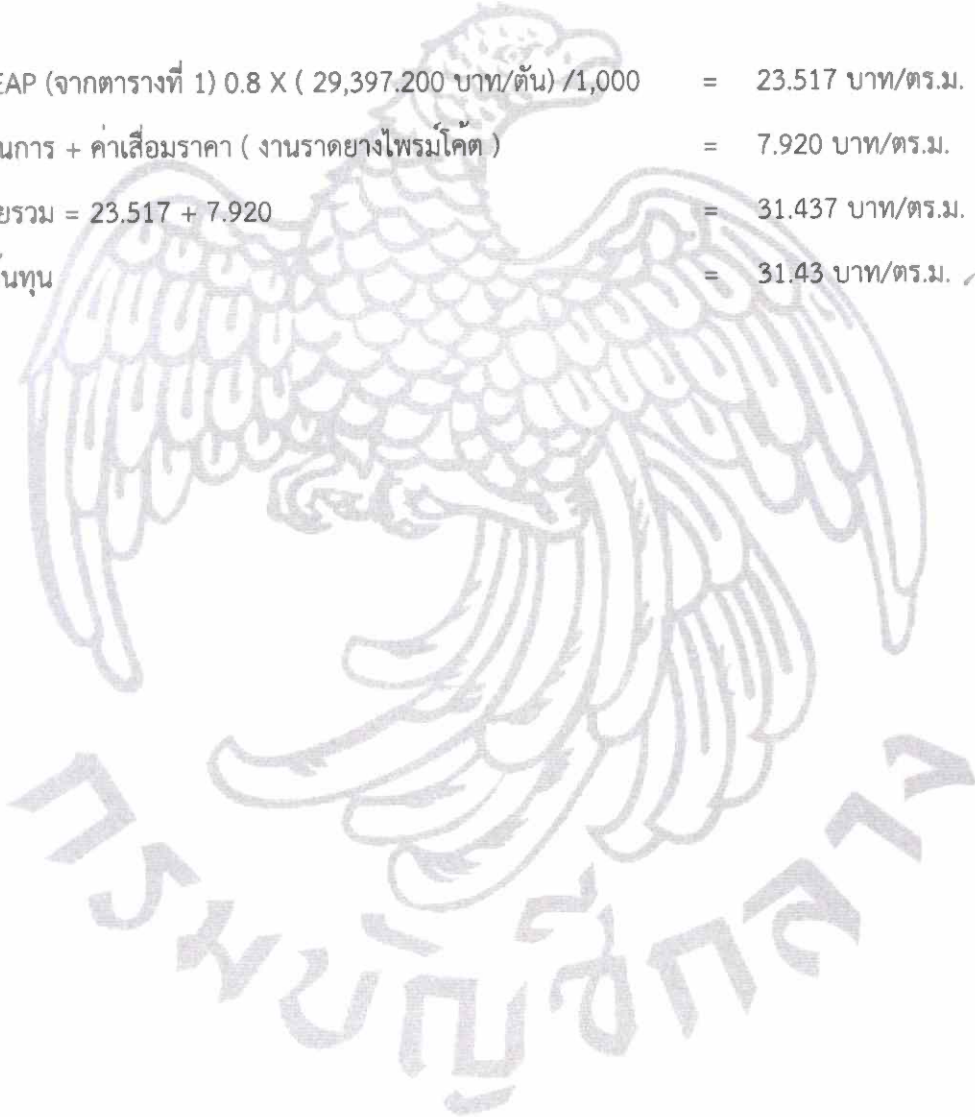 EAP (จากตารางที่ 1) 0.8 X ( 29,397.200 บาท/ตัน) /1,000 = 23.517 บาท/ตร.ม.
นการ + ค่าเสื่อมราคา ( งานราดยางไพรม์โค้ต ) = 7.920 บาท/ตร.ม.
ยรวม = 23.517 + 7.920 = 31.437 บาท/ตร.ม.
้นทุน = 31.43 บาท/ตร.ม.
กรมบัญชีกลาง